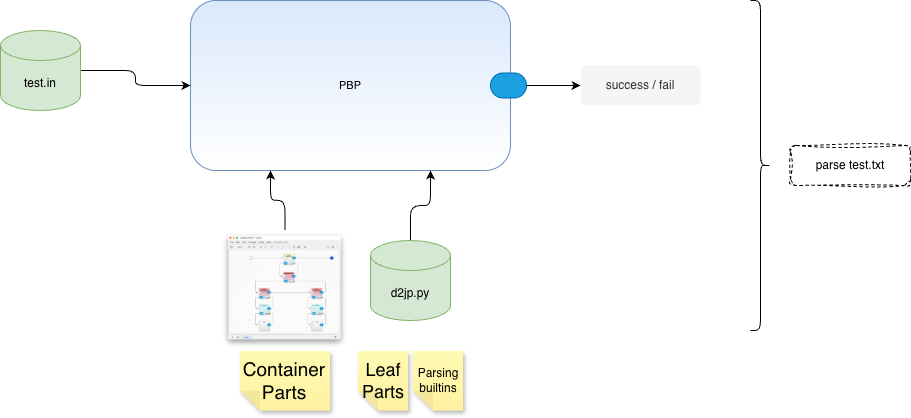 test.in
PBP
success / fail
parse test.txt
d2jp.py
Container
Parts
Leaf
Parts
Parsing
builtins